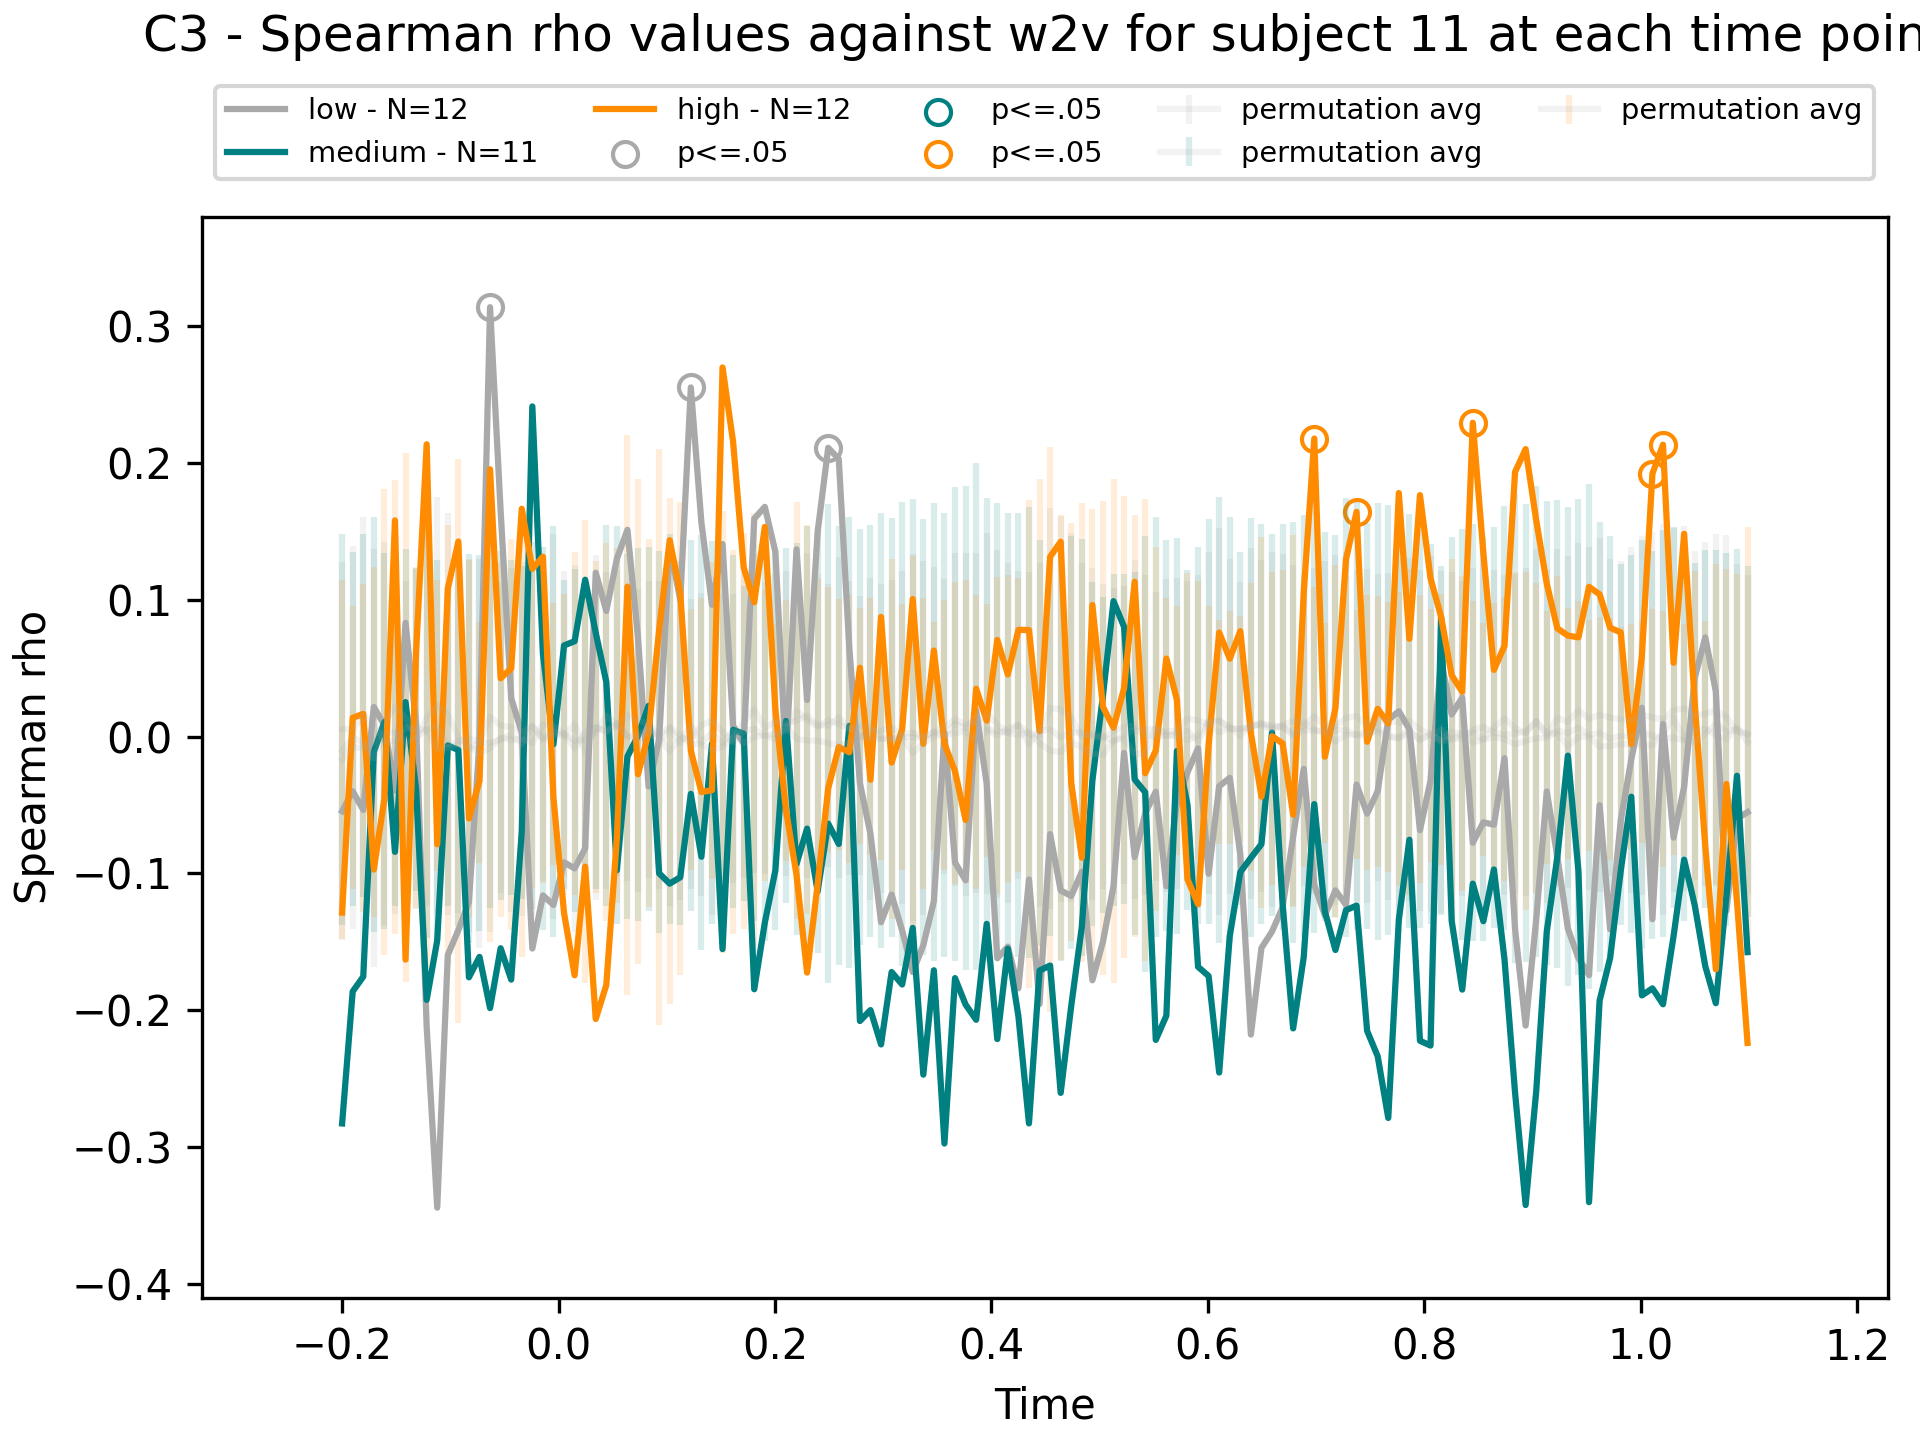 C3 - Spearman rho values against w2v for subject 11 at each time poin
low - N=12
medium - N=11
high - N=12
p<=.05
p<=.05
p<=.05
permutation avg
permutation avg
permutation avg
Spearman rho
0.3
0.2
0.1
0.0
−0.1
−0.2
−0.3
−0.4
−0.2 0.0 0.2 0.4 0.6 0.8 1.0 1.2
Time